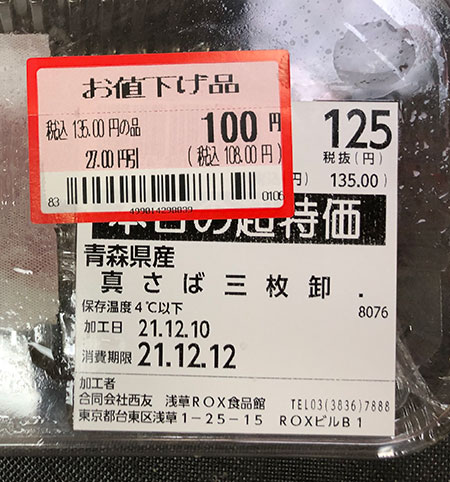 お値下げ品
税込 135.00 円の品
100 円
27.00 円引
(税込 108.00 円)
83
0106
125
税抜(円)
円) 135.00)
本日の超特価
青森県産
真さば三枚卸.
8076
保存温度4℃以下
加工日 21.12.10
消費期限 21.12.12
加工者
合同会社西友 浅草ROX食品館 TEL03(3836)7888
東京都台東区浅草1-25-15 ROXビルB1